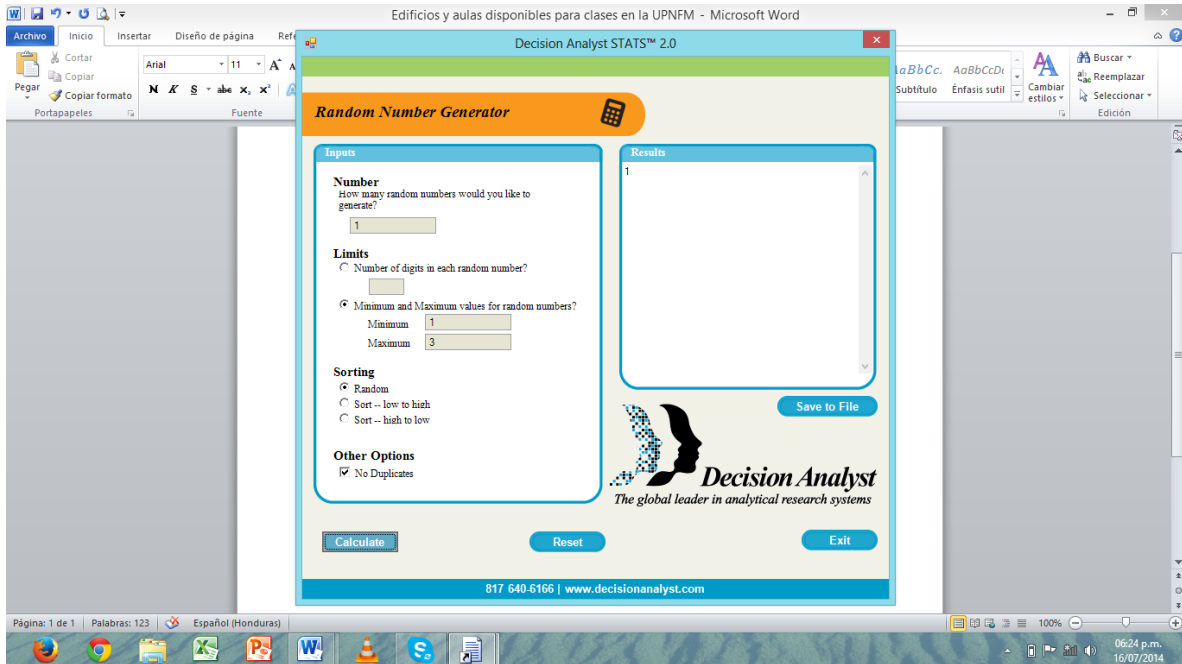 Edificios y aulas disponibles para clases en la UPNFM - Microsoft Word
Archivo Inicio Insertar Diseño de página Refe
Pegar
Cortar
Copiar
Copiar formato
Portapapeles
Arial 11
N K S abe x₂ x²
Fuente
AaBbCc. AaBbCcDc
Subtítulo Énfasis sutil
Cambiar estilos
Buscar
Reemplazar
Seleccionar
Edición
Decision Analyst STATS™ 2.0
Random Number Generator
Inputs
Number
How many random numbers would you like to
generate?
1
Limits
Number of digits in each random number?
Minimum and Maximum values for random numbers?
Minimum 1
Maximum 3
Sorting
Random
Sort -- low to high
Sort -- high to low
Other Options
No Duplicates
Results
1
Save to File
Decision Analyst
The global leader in analytical research systems
Calculate Reset Exit
817 640-6166 | www.decisionanalyst.com
Página: 1 de 1 Palabras: 123 Español (Honduras) 100%
06:24 p.m.
16/07/2014